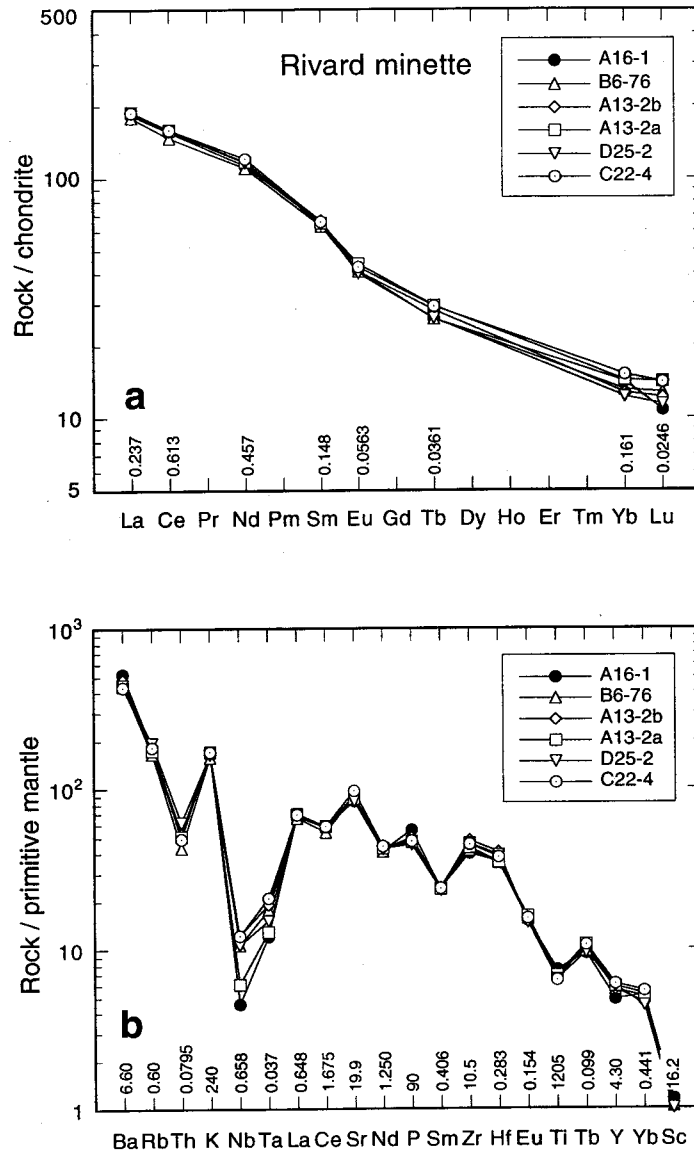 500
100
10
5
Rock / chondrite
Rivard minette
A16-1
B6-76
A13-2b
A13-2a
D25-2
C22-4
a
0.237 0.613 0.457 0.148 0.0563 0.0361 0.161 0.0246
La Ce Pr Nd Pm Sm Eu Gd Tb Dy Ho Er Tm Yb Lu
10³
10²
10
1
Rock / primitive mantle
A16-1
B6-76
A13-2b
A13-2a
D25-2
C22-4
b
6.60 0.60 0.0795 240 0.658 0.037 0.648 1.675 19.9 1.250 90 0.406 10.5 0.283 0.154 1205 0.099 4.30 0.441 16.2
Ba Rb Th K Nb Ta La Ce Sr Nd P Sm Zr Hf Eu Ti Tb Y Yb Sc